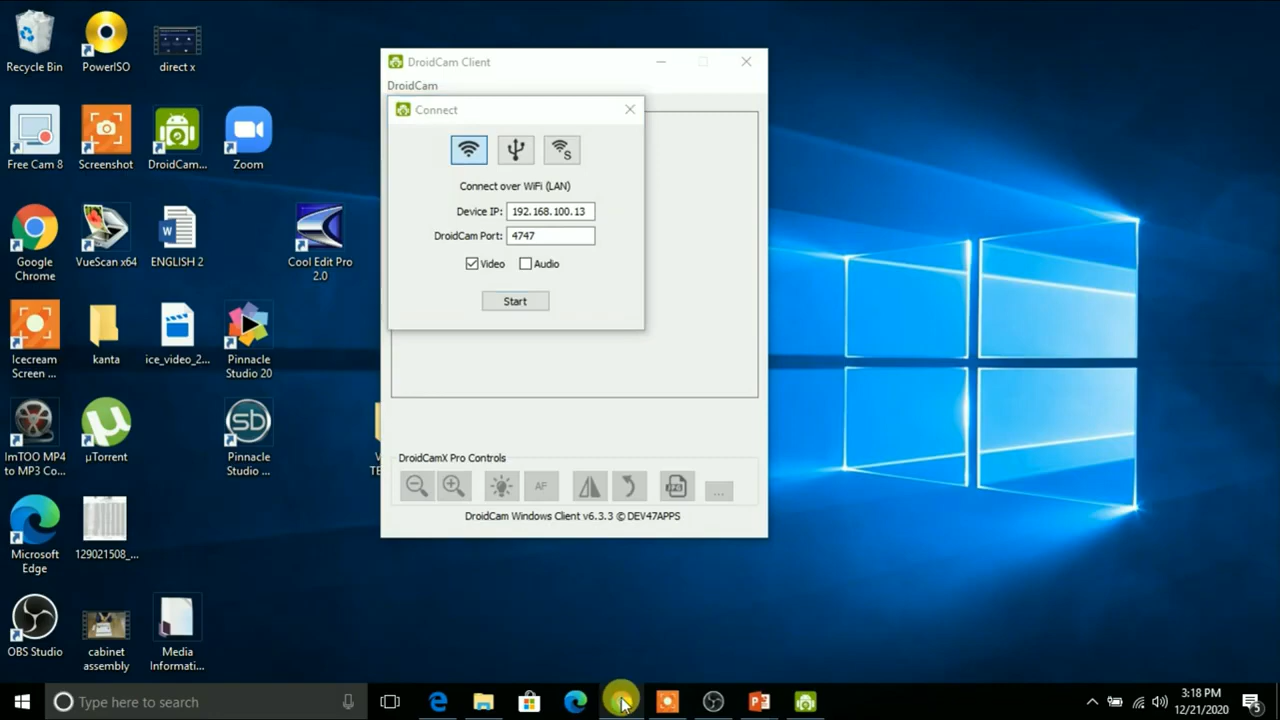 Recycle Bin
PowerISO
direct x
Free Cam 8
Screenshot
DroidCam...
Zoom
Google
Chrome
VueScan x64
ENGLISH 2
Cool Edit Pro
2.0
Icecream
Screen ...
kanta
ice_video_2...
Pinnacle
Studio 20
ImTOO MP4
to MP3 Co...
µTorrent
Pinnacle
Studio ...
Microsoft
Edge
129021508_...
OBS Studio
cabinet
assembly
Media
Informati...
DroidCam Client
DroidCam
Connect
Connect over WiFi (LAN)
Device IP: 192.168.100.13
DroidCam Port: 4747
Video Audio
Start
DroidCamX Pro Controls
AF
JPG
...
DroidCam Windows Client v6.3.3 © DEV47APPS
Type here to search
3:18 PM
12/21/2020
5